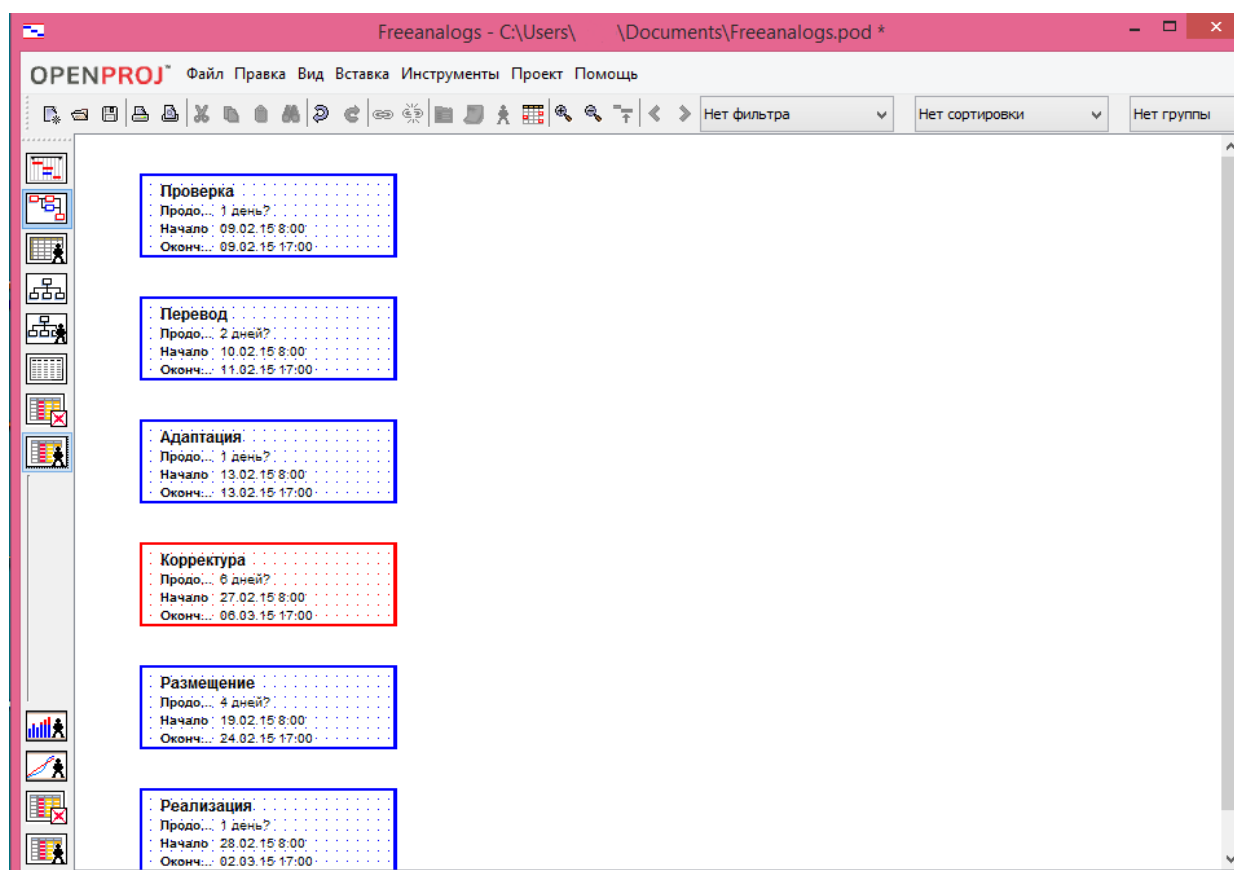 Freeanalogs - C:\Users\ \Documents\Freeanalogs.pod *
OPENPROJ™ Файл Правка Вид Вставка Инструменты Проект Помощь
Нет фильтра Нет сортировки Нет группы
Проверка
Продо,... 1 день?
Начало 09.02.15 8:00
Оконч:... 09.02.15 17:00
Перевод
Продо,... 2 дней?
Начало 10.02.15 8:00
Оконч:... 11.02.15 17:00
Адаптация
Продо,... 1 день?
Начало 13.02.15 8:00
Оконч:... 13.02.15 17:00
Корректура
Продо,... 6 дней?
Начало 27.02.15 8:00
Оконч:... 06.03.15 17:00
Размещение
Продо,... 4 дней?
Начало 19.02.15 8:00
Оконч:... 24.02.15 17:00
Реализация
Продо,... 1 день?
Начало 28.02.15 8:00
Оконч:... 02.03.15 17:00